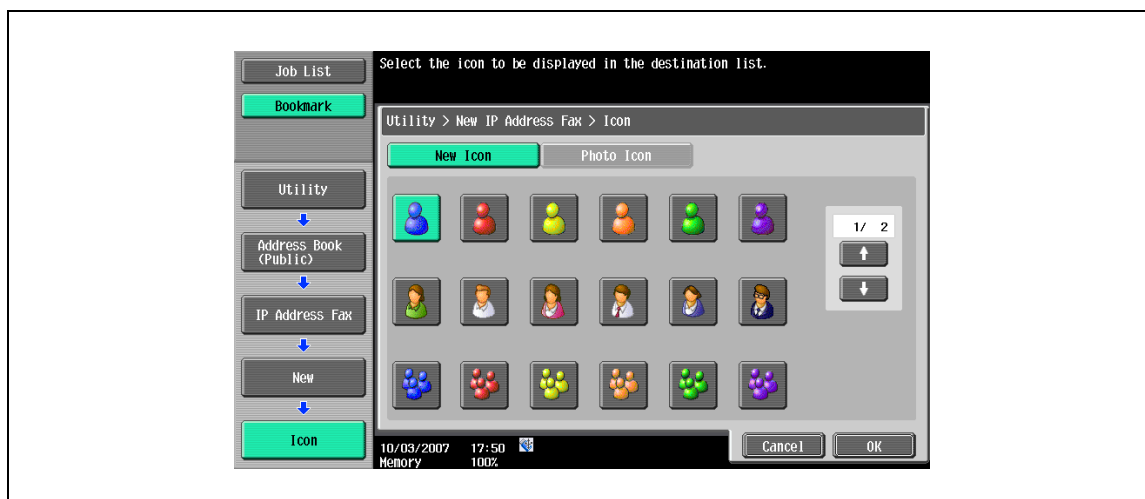 Job List
Bookmark
Utility
Address Book
(Public)
IP Address Fax
New
Icon
Select the icon to be displayed in the destination list.
Utility > New IP Address Fax > Icon
New Icon
Photo Icon
1/ 2
10/03/2007 17:50
Memory 100%
Cancel
OK